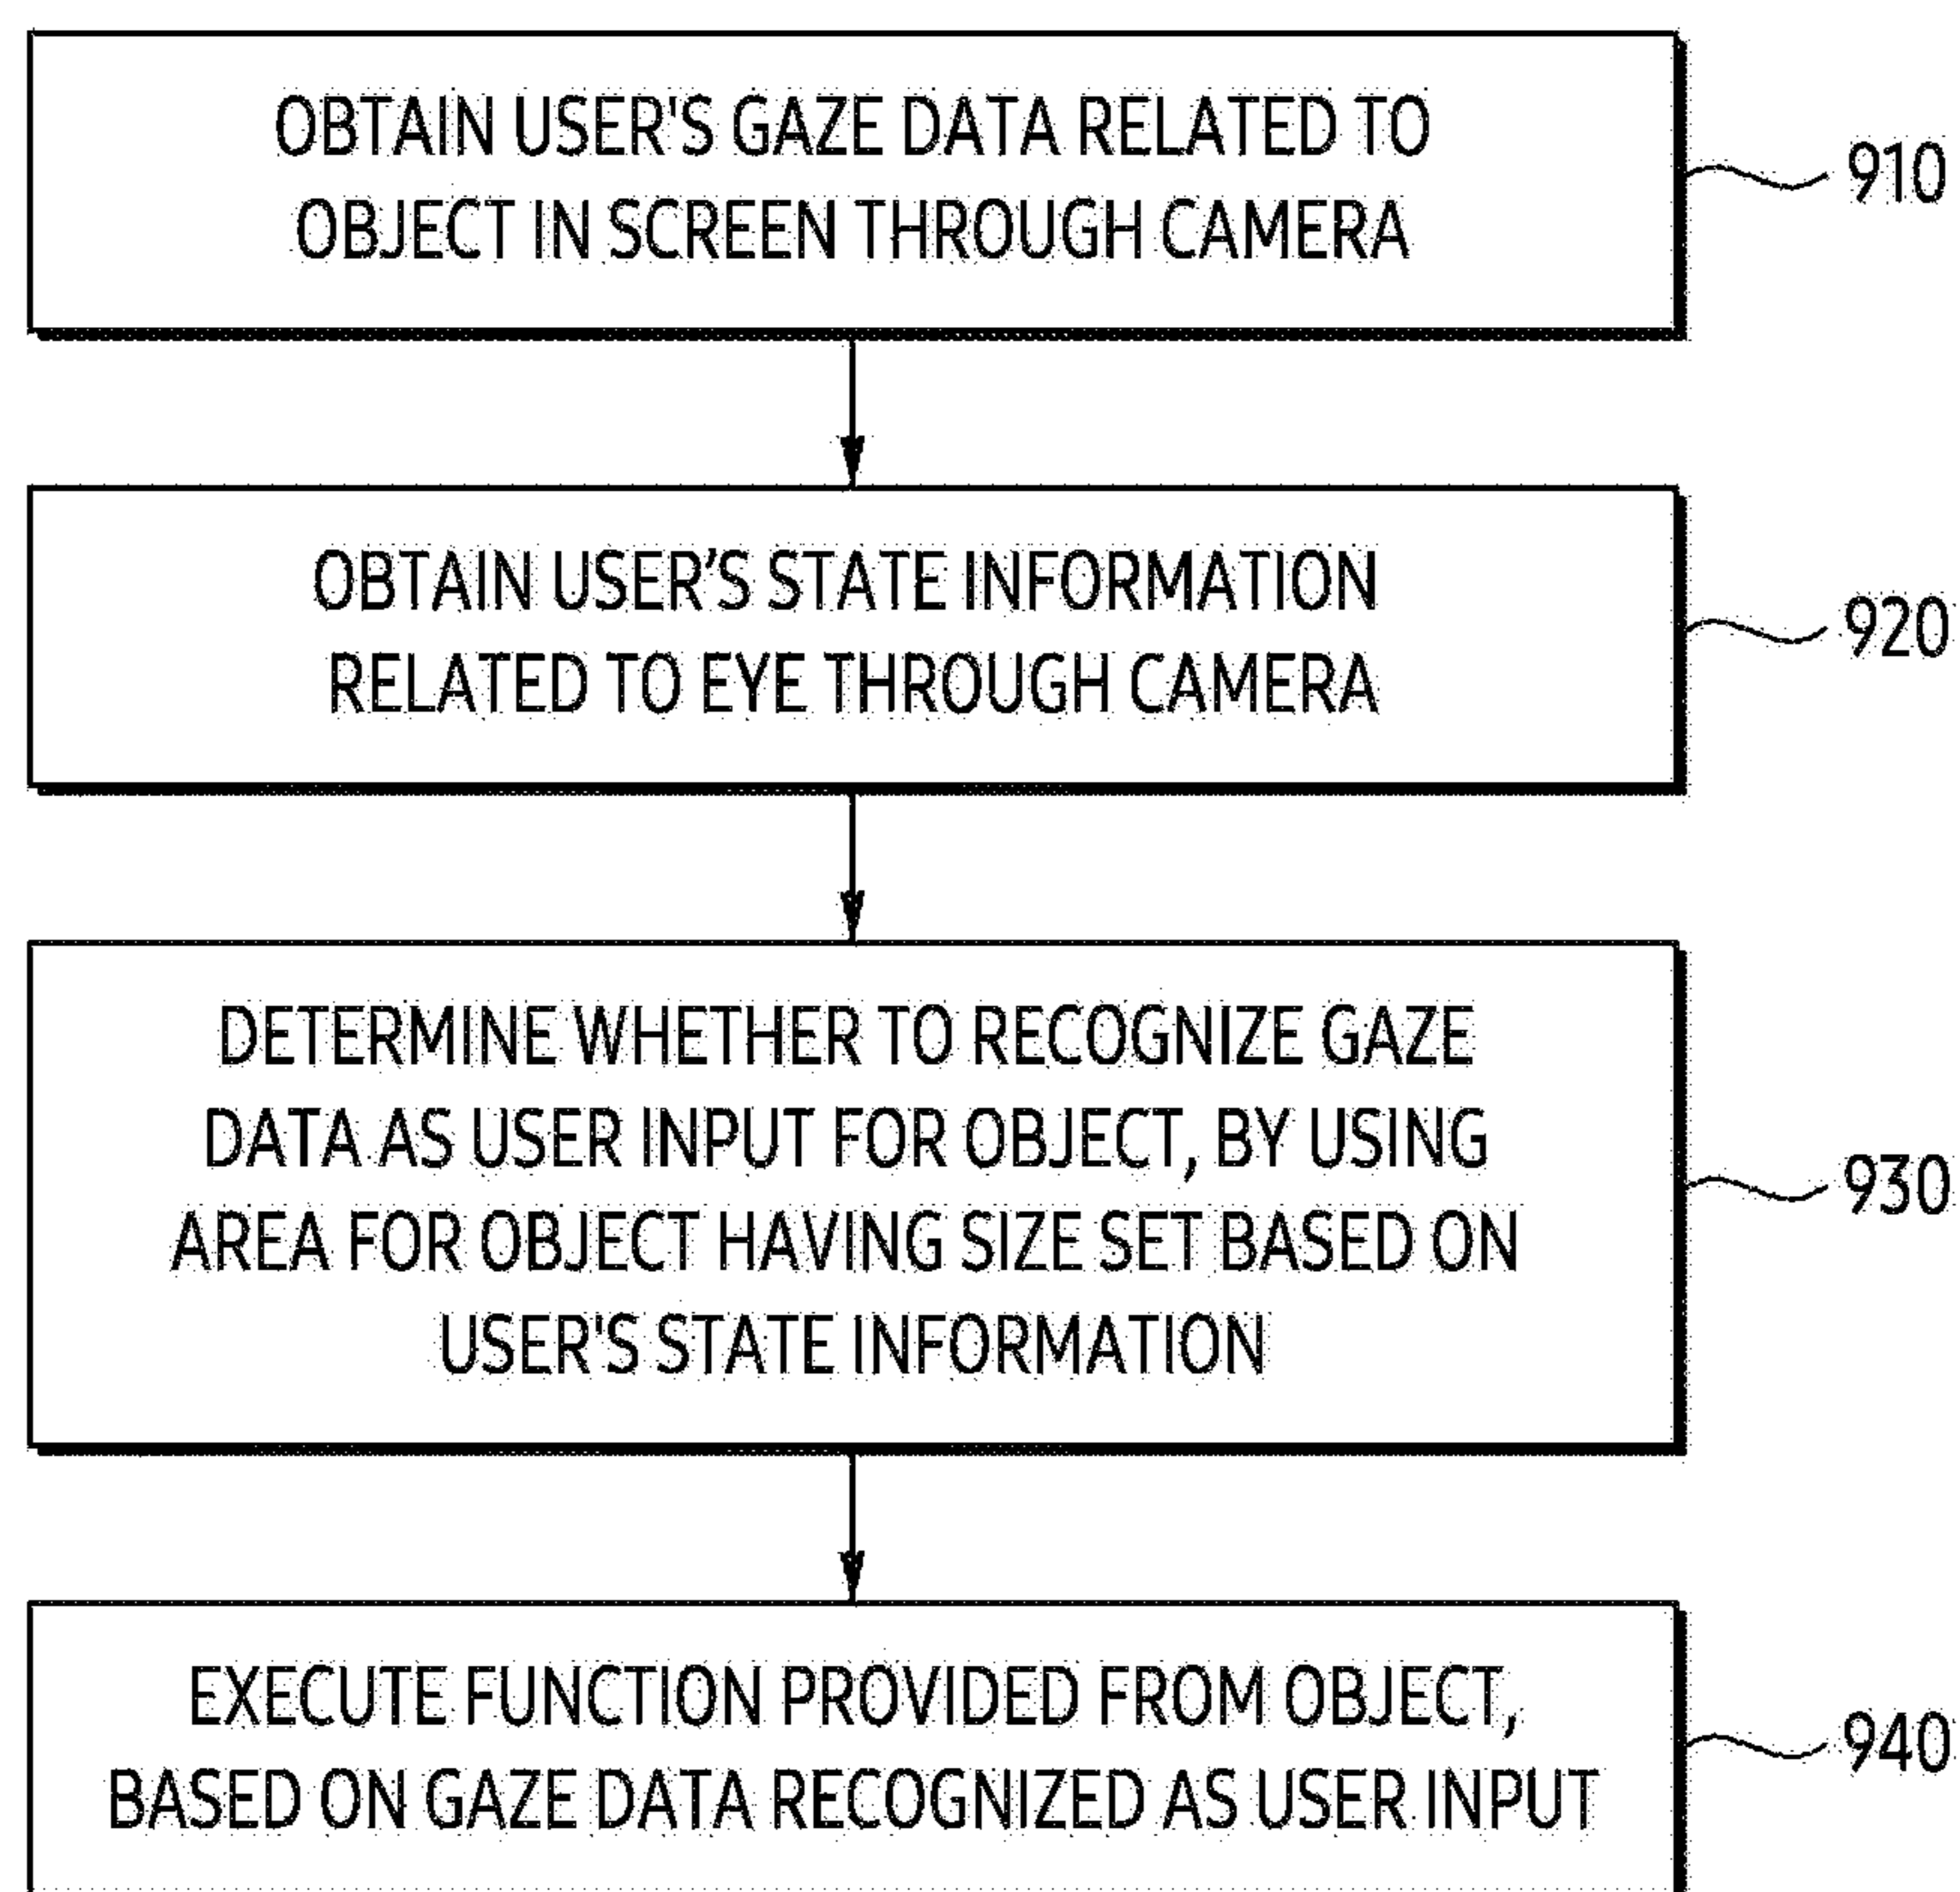 OBTAIN USER'S GAZE DATA RELATED TO
OBJECT IN SCREEN THROUGH CAMERA
910
OBTAIN USER’S STATE INFORMATION
RELATED TO EYE THROUGH CAMERA
920
DETERMINE WHETHER TO RECOGNIZE GAZE
DATA AS USER INPUT FOR OBJECT, BY USING
AREA FOR OBJECT HAVING SIZE SET BASED ON
USER'S STATE INFORMATION
930
EXECUTE FUNCTION PROVIDED FROM OBJECT,
BASED ON GAZE DATA RECOGNIZED AS USER INPUT
940